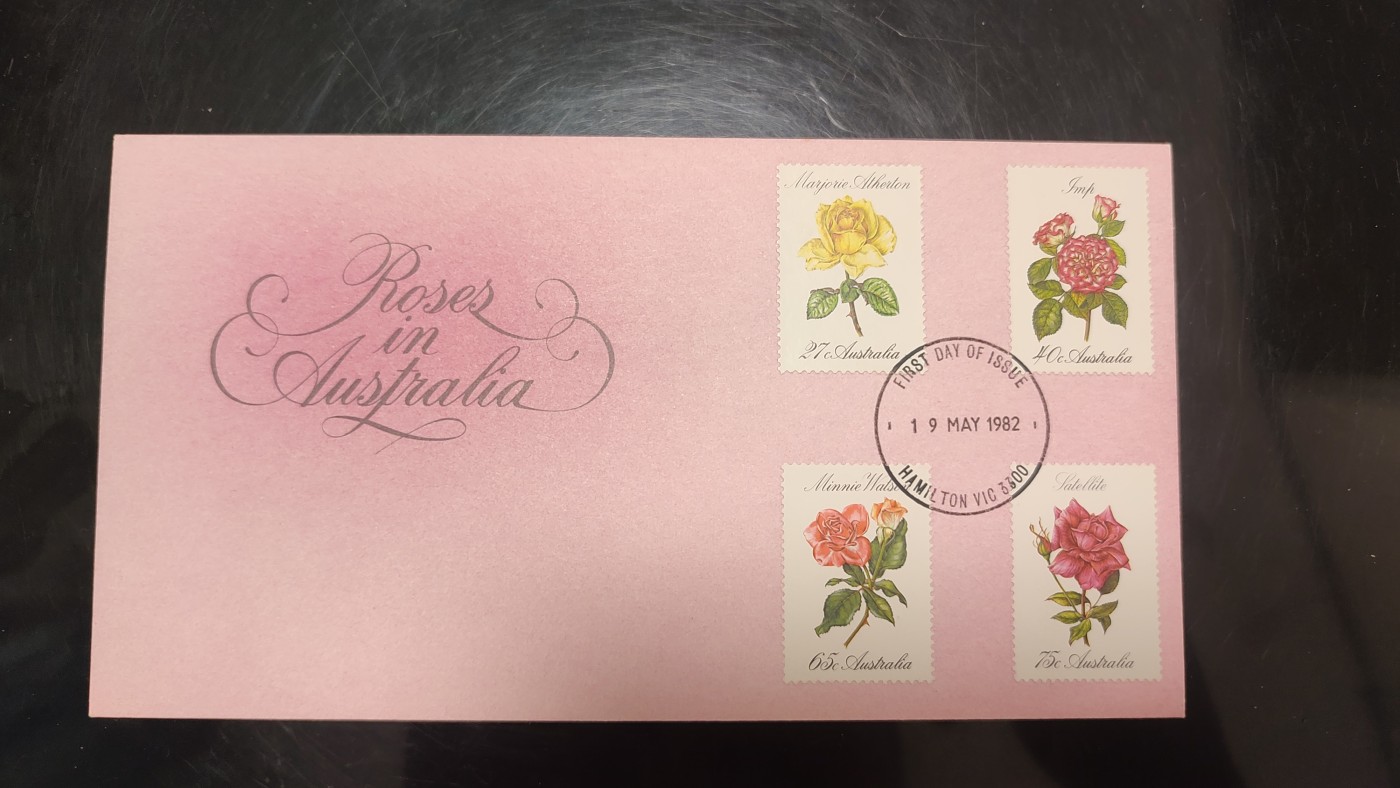 Roses
in
Australia
Marjorie Atherton
27c Australia
Imp
40c Australia
FIRST DAY OF ISSUE
19 MAY 1982
HAMILTON VIC 3300
Minnie Watson
65c Australia
Satellite
75c Australia